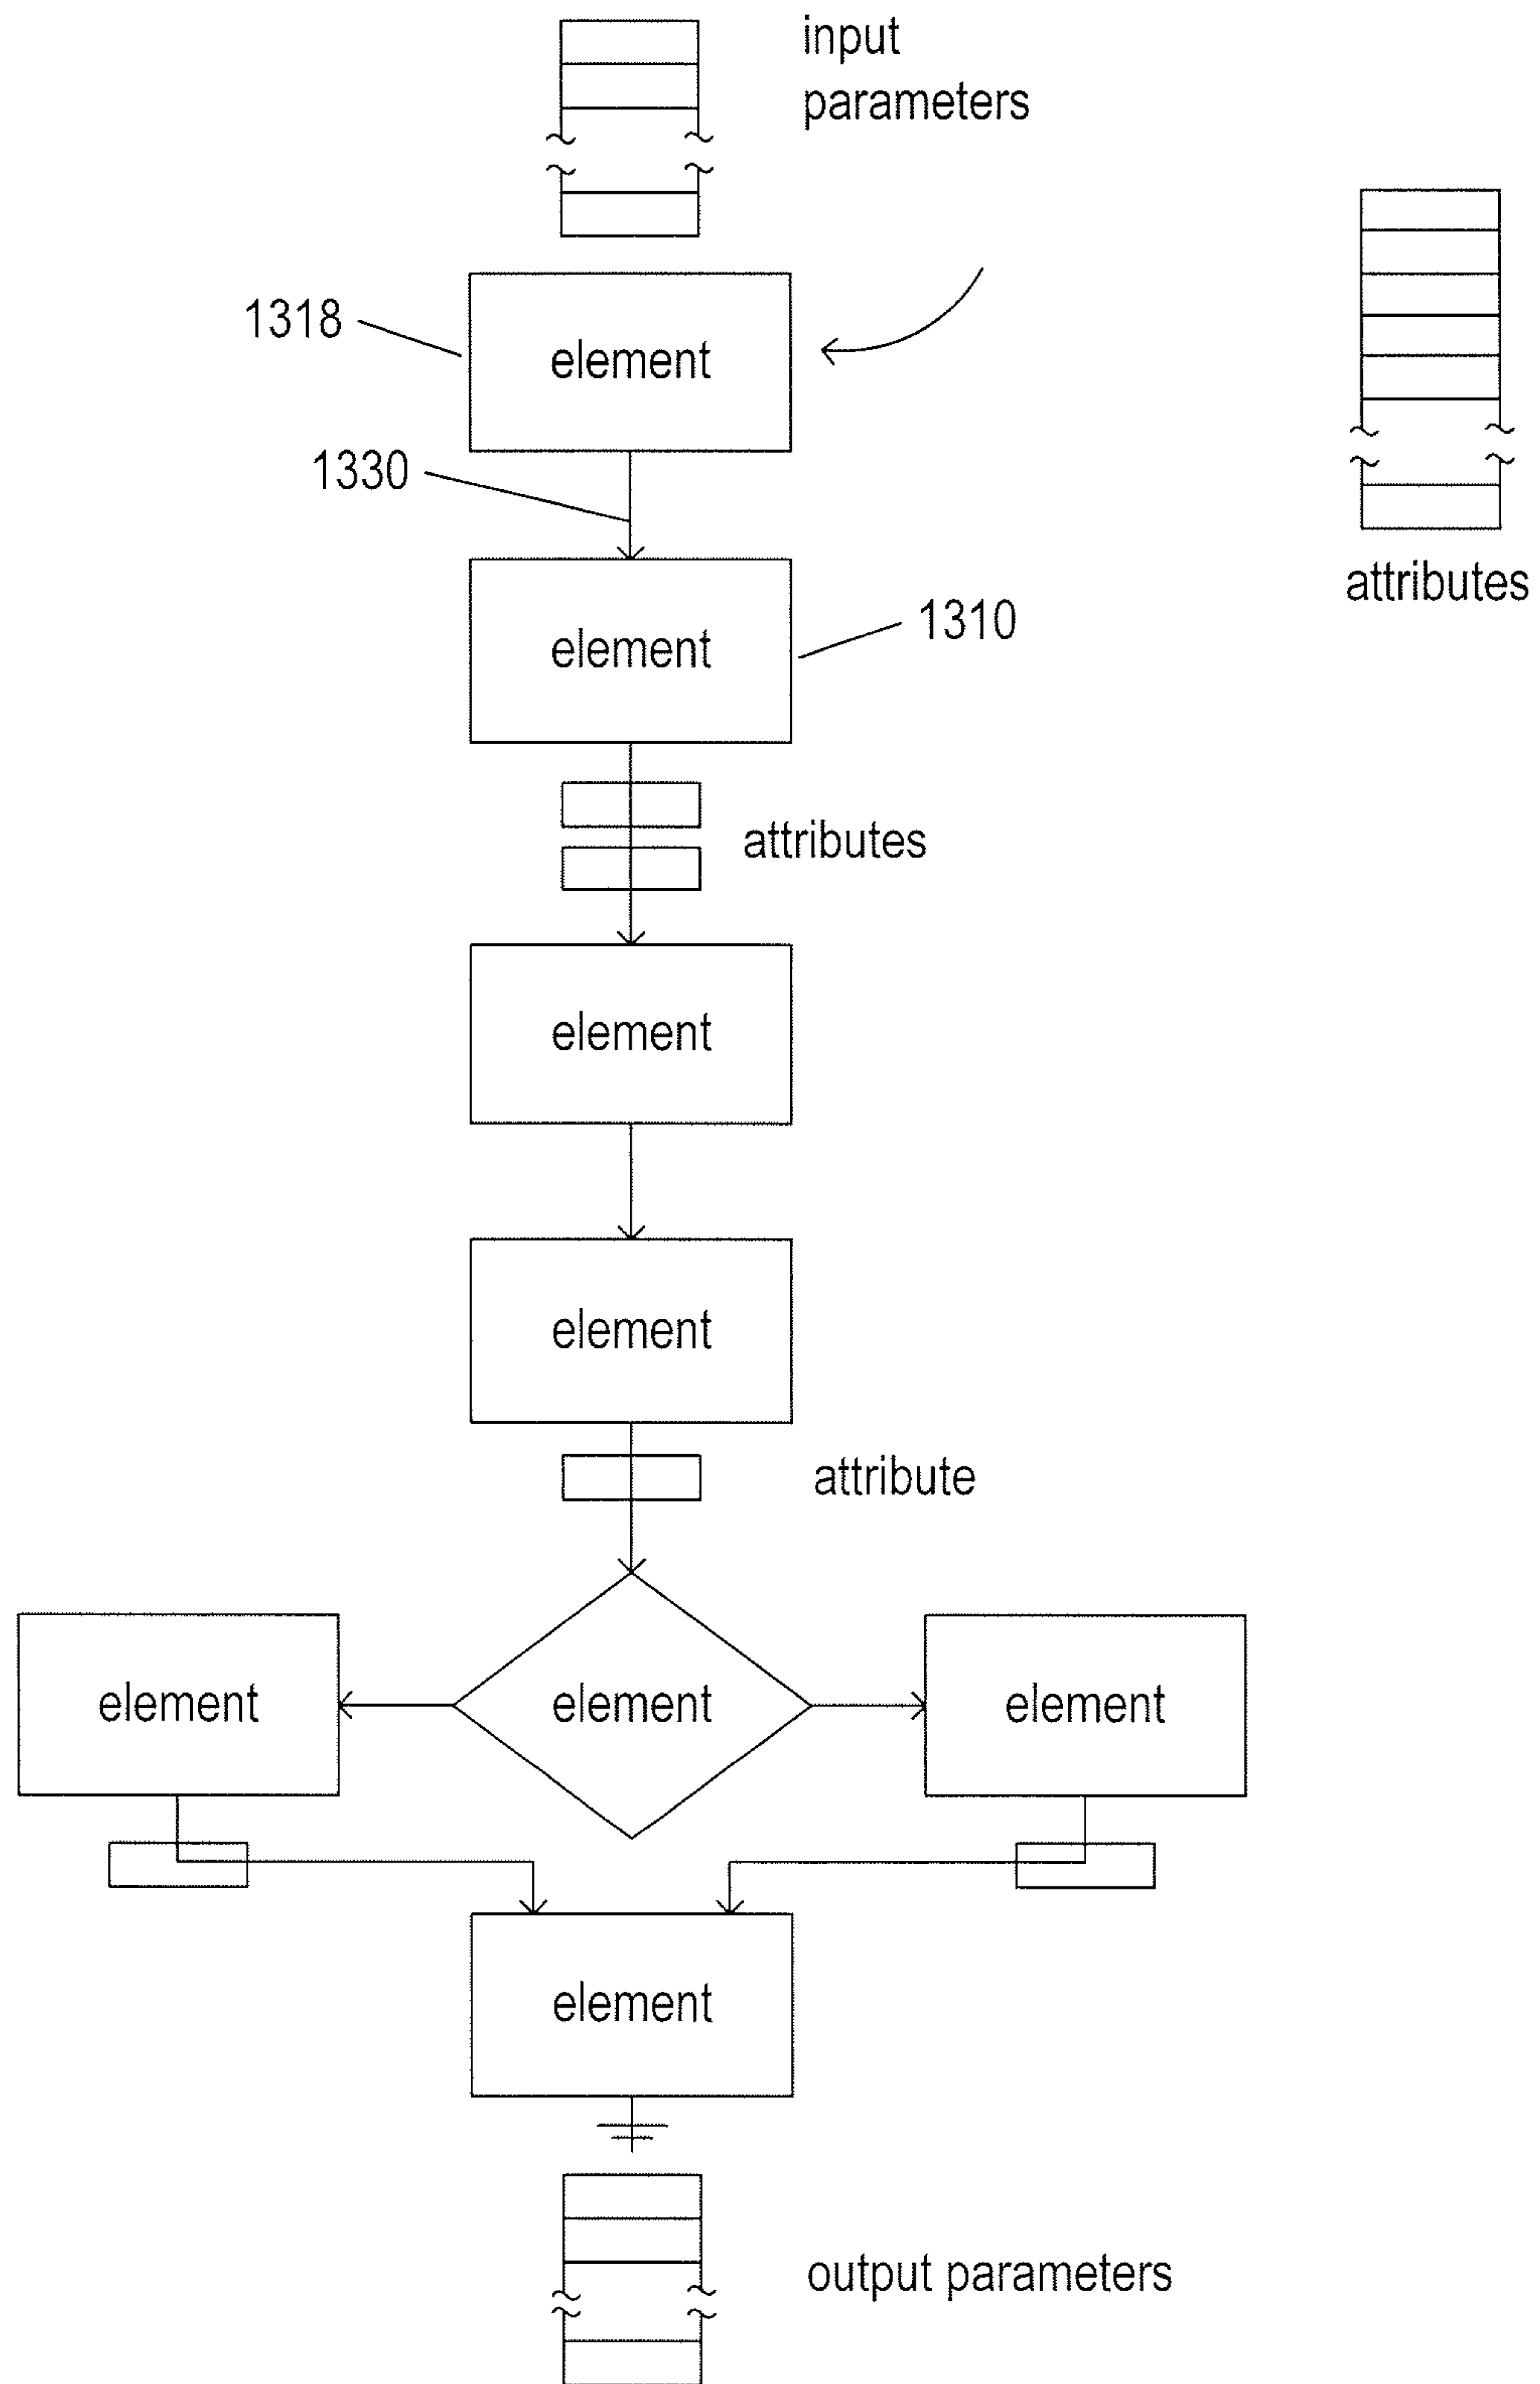 input
parameters
1318
element
1330
attributes
element
1310
attributes
element
element
attribute
element
element
element
element
output parameters